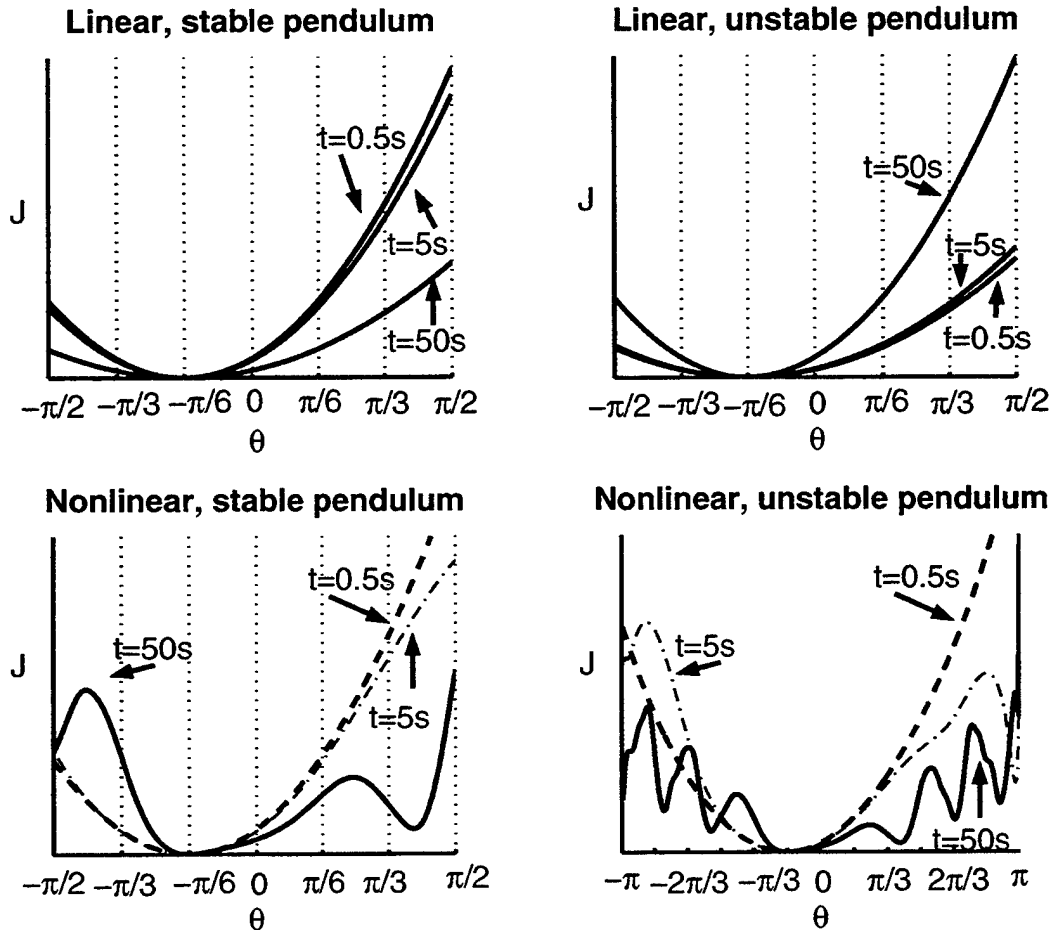 Linear, stable pendulum
J
t=0.5s
t=5s
t=50s
−π/2 −π/3 −π/6 0 π/6 π/3 π/2
θ
Linear, unstable pendulum
J
t=50s
t=5s
t=0.5s
−π/2 −π/3 −π/6 0 π/6 π/3 π/2
θ
Nonlinear, stable pendulum
J
t=0.5s
t=50s
t=5s
−π/2 −π/3 −π/6 0 π/6 π/3 π/2
θ
Nonlinear, unstable pendulum
J
t=0.5s
t=5s
t=50s
−π −2π/3 −π/3 0 π/3 2π/3 π
θ